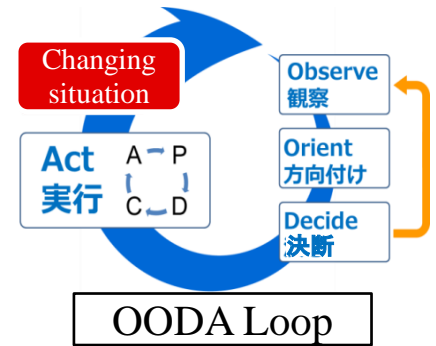 Changing
situation
Observe
観察
Orient
方向付け
Decide
決断
Act
実行
A P
C D
OODA Loop